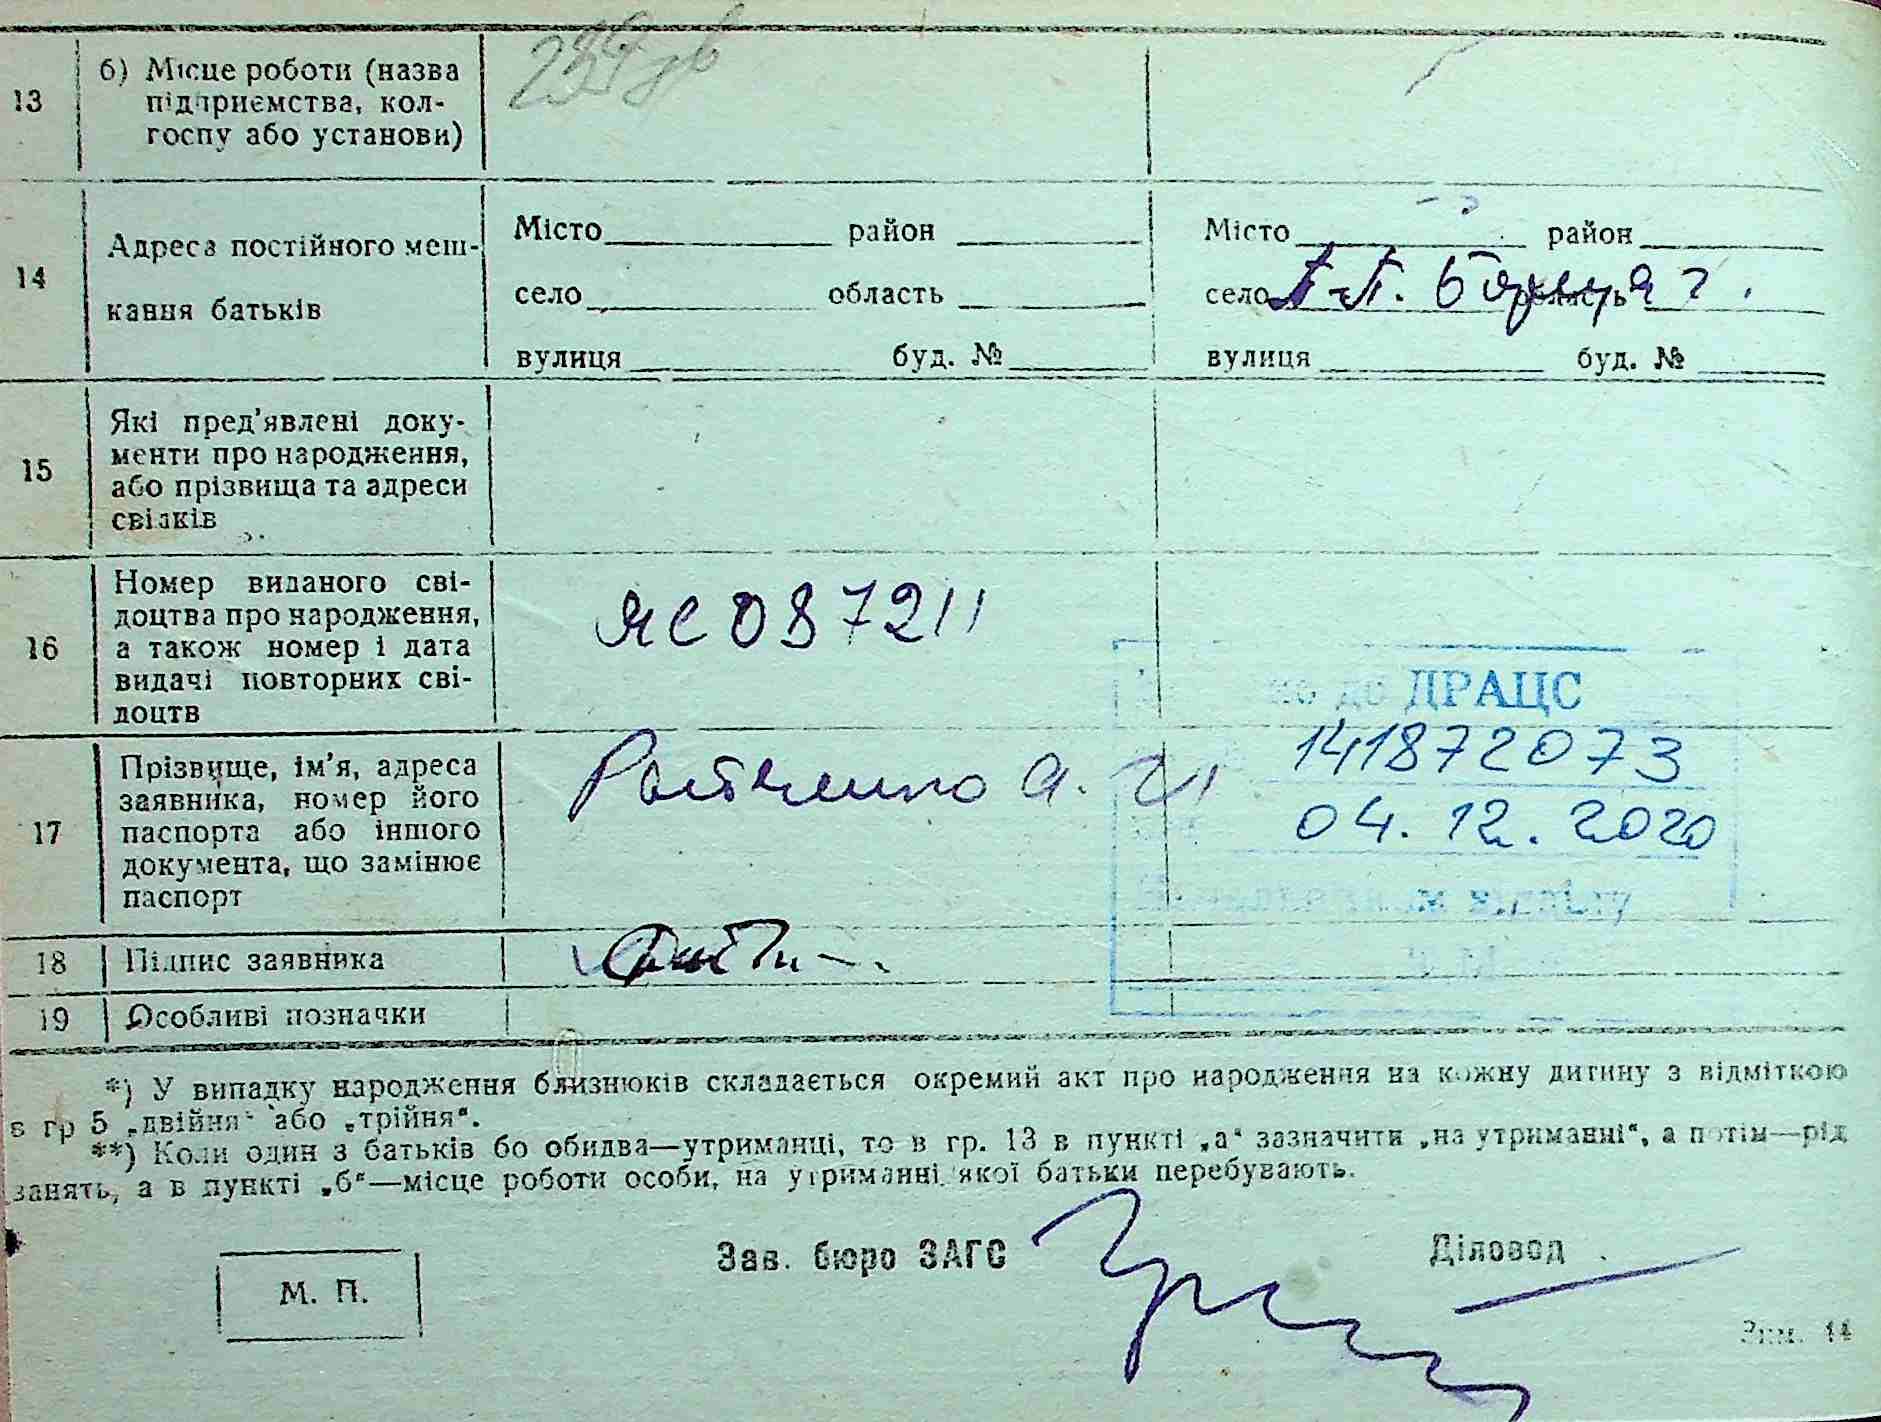 13
б) Місце роботи (назва
підприємства, кол-
госпу або установи)
14
Адреса постійного меш-
кання батьків
Місто район
село область
вулиця буд. №
Місто район
село область
вулиця буд. №
15
Які пред'явлені доку-
менти про народження,
або прізвища та адреси
свідків
16
Номер виданого сві-
доцтва про народження,
а також номер і дата
видачі повторних сві-
доцтв
ЯС 087211
до ДРАЦС
141872073
04.12.2020
17
Прізвище, ім'я, адреса
заявника, номер його
паспорта або іншого
документа, що замінює
паспорт
18 Підпис заявника
19 Особливі позначки
*) У випадку народження близнюків складається окремий акт про народження на кожну дитину з відміткою
в гр 5 „двійня“ або „трійня“.
**) Коли один з батьків бо обидва—утриманці, то в гр. 13 в пункті „а“ зазначити „на утриманні“, а потім—рід
занять, а в пункті „б“—місце роботи особи, на утриманні якої батьки перебувають.
Зав. бюро ЗАГС
Діловод
М. П.
14